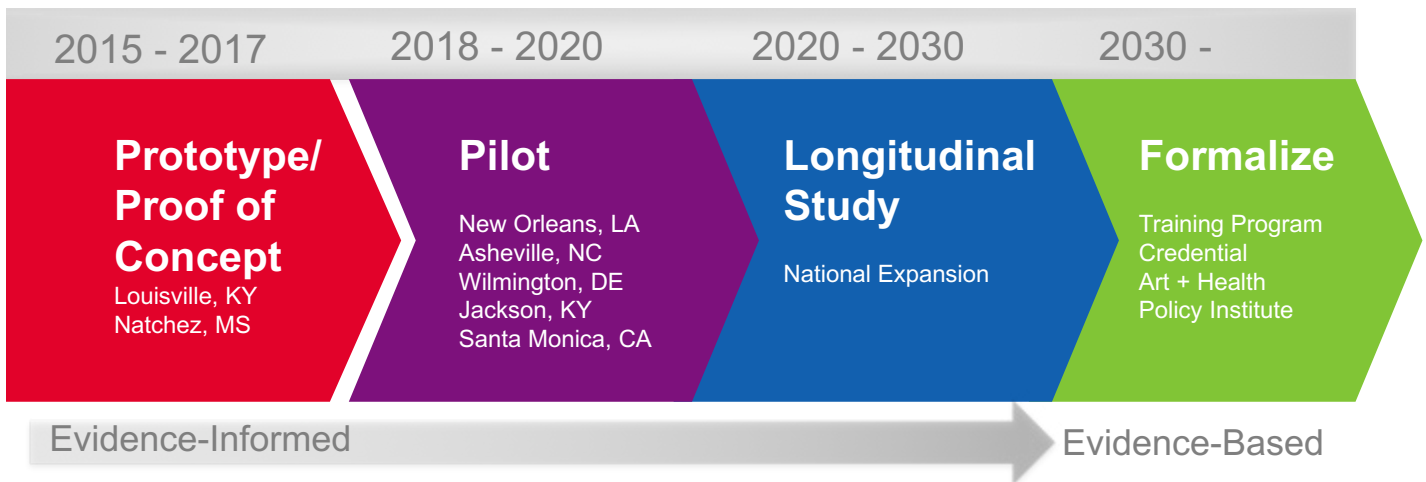 2015 - 2017
2018 - 2020
2020 - 2030
2030 -
Prototype/
Proof of
Concept
Louisville, KY
Natchez, MS
Pilot
New Orleans, LA
Asheville, NC
Wilmington, DE
Jackson, KY
Santa Monica, CA
Longitudinal
Study
National Expansion
Formalize
Training Program
Credential
Art + Health
Policy Institute
Evidence-Informed
Evidence-Based